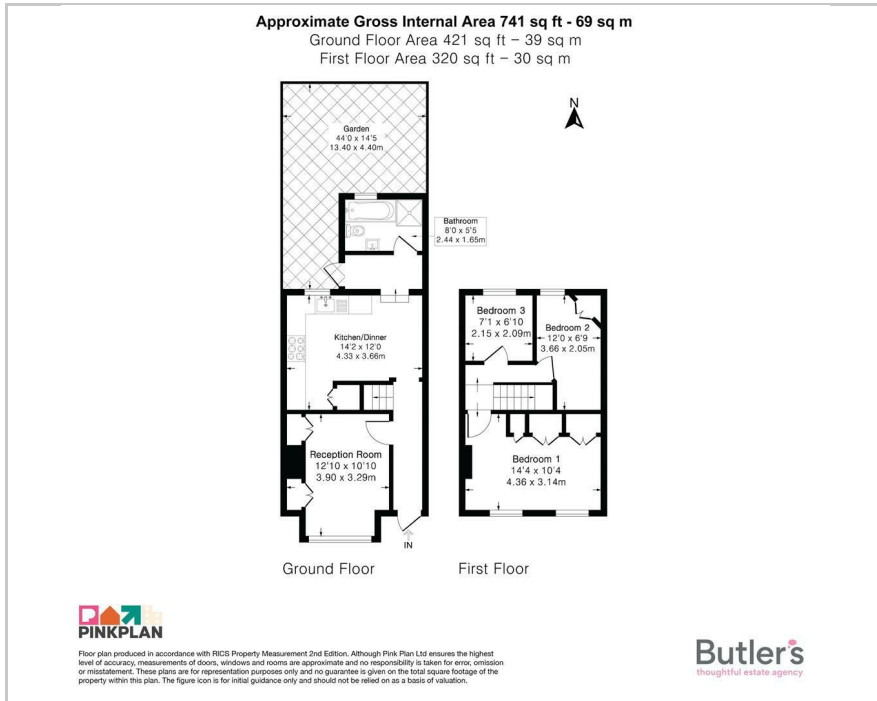 Approximate Gross Internal Area 741 sq ft - 69 sq m
Ground Floor Area 421 sq ft – 39 sq m
First Floor Area 320 sq ft – 30 sq m
N
Garden
44'0 x 14'5
13.40 x 4.40m
Bathroom
8'0 x 5'5
2.44 x 1.65m
Kitchen/Dinner
14'2 x 12'0
4.33 x 3.66m
Bedroom 3
7'1 x 6'10
2.15 x 2.09m
Bedroom 2
12'0 x 6'9
3.66 x 2.05m
Reception Room
12'10 x 10'10
3.90 x 3.29m
Bedroom 1
14'4 x 10'4
4.36 x 3.14m
IN
Ground Floor
First Floor
PINKPLAN
Floor plan produced in accordance with RICS Property Measurement 2nd Edition. Although Pink Plan Ltd ensures the highest
level of accuracy, measurements of doors, windows and rooms are approximate and no responsibility is taken for error, omission
or misstatement. These plans are for representation purposes only and no guarantee is given on the total square footage of the
property within this plan. The figure icon is for initial guidance only and should not be relied on as a basis of valuation.
Butler's
thoughtful estate agency